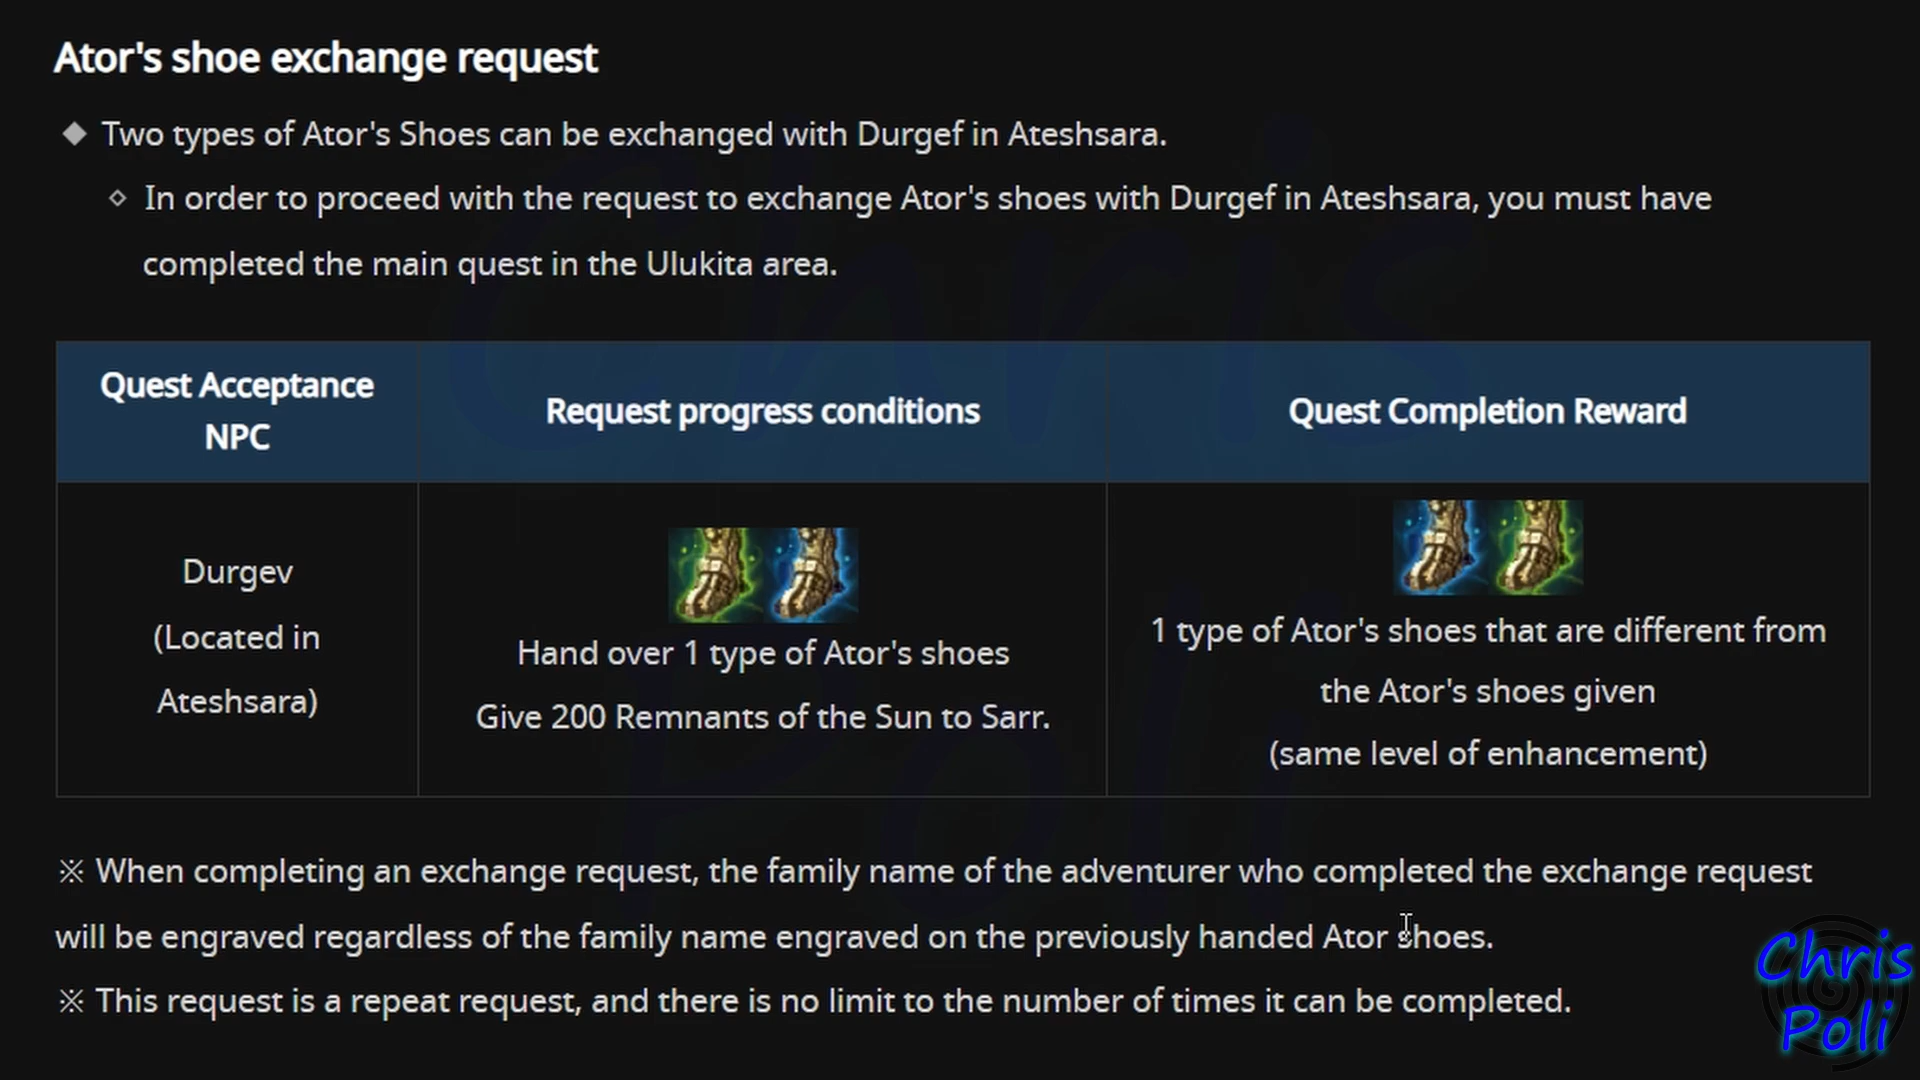 Ator's shoe exchange request
◆ Two types of Ator's Shoes can be exchanged with Durgef in Ateshsara.
◇ In order to proceed with the request to exchange Ator's shoes with Durgef in Ateshsara, you must have
completed the main quest in the Ulukita area.
Quest Acceptance
NPC
Request progress conditions
Quest Completion Reward
Durgev
(Located in
Ateshsara)
Hand over 1 type of Ator's shoes
Give 200 Remnants of the Sun to Sarr.
1 type of Ator's shoes that are different from
the Ator's shoes given
(same level of enhancement)
※ When completing an exchange request, the family name of the adventurer who completed the exchange request
will be engraved regardless of the family name engraved on the previously handed Ator shoes.
※ This request is a repeat request, and there is no limit to the number of times it can be completed.
Chris
Poli